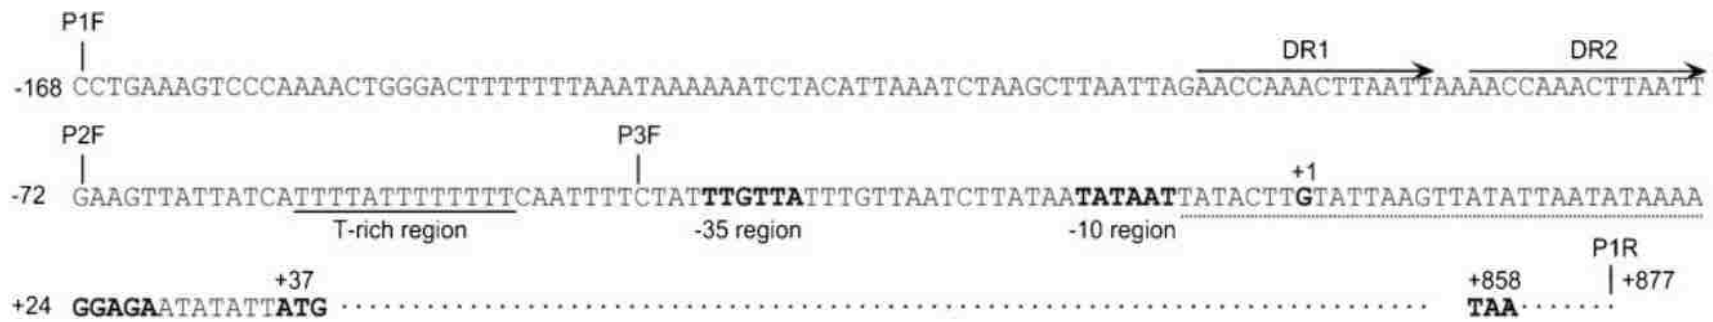 P1F
DR1 DR2
-168 CCTGAAAGTCCCAAAACTGGGACTTTTTTTAAATAAAAAATCTACATTAAATCTAAGCTTAATTAGAACCAAACTTAATTAAAACCAAACTTAATT
P2F P3F
+1
-72 GAAGTTATTATCATTTTATTTTTTTTCAATTTTCTATTTGTTATTTGTTAATCTTATAATATAATTATACTTGTATTAAGTTATATTAATATAAAA
T-rich region -35 region -10 region
P1R
+37 +858 +877
+24 GGAGAATATATTATG TAA